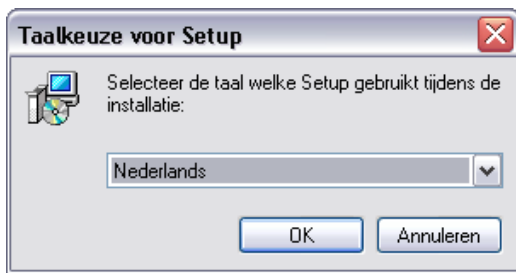 Taalkeuze voor Setup
Selecteer de taal welke Setup gebruikt tijdens de
installatie:
Nederlands
OK
Annuleren